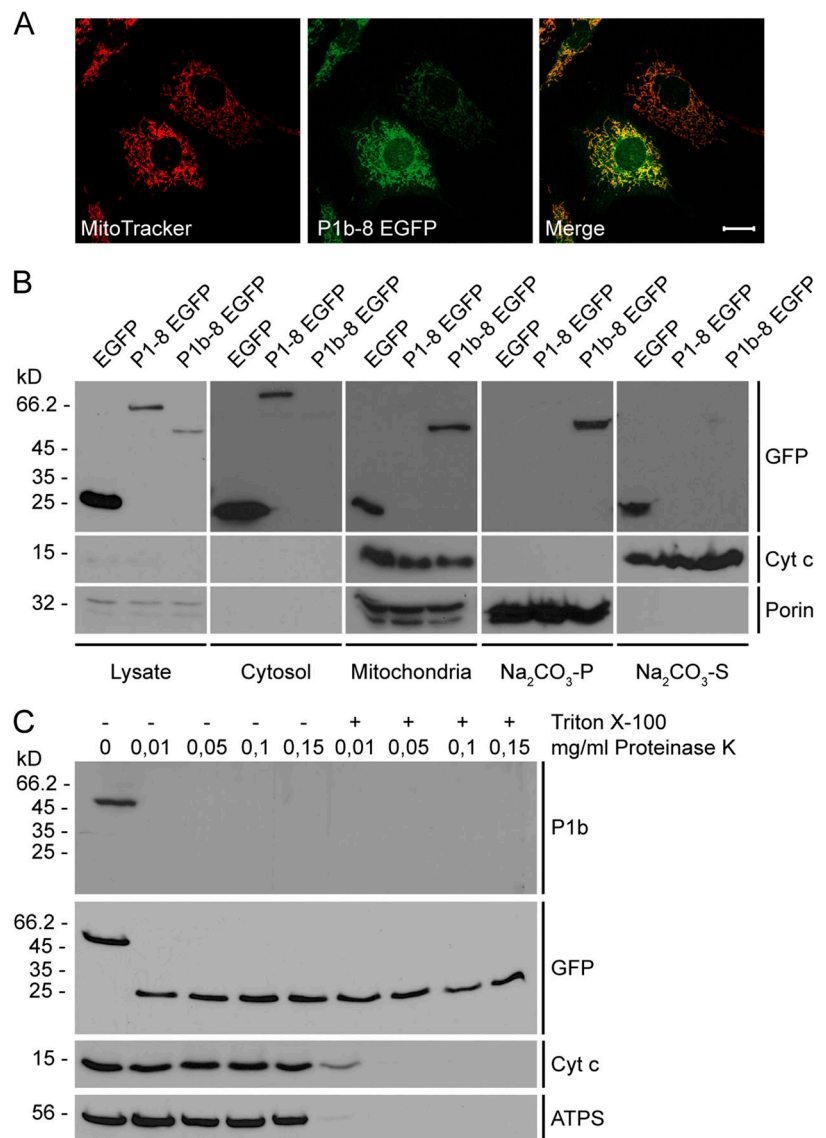 A
MitoTracker
P1b-8 EGFP
Merge
B
EGFP P1-8 EGFP P1b-8 EGFP EGFP P1-8 EGFP P1b-8 EGFP EGFP P1-8 EGFP P1b-8 EGFP EGFP P1-8 EGFP P1b-8 EGFP EGFP P1-8 EGFP P1b-8 EGFP
kD
66.2 -
45 -
35 -
25 -
GFP
15 -
Cyt c
32 -
Porin
Lysate Cytosol Mitochondria Na₂CO₃-P Na₂CO₃-S
C
- - - - - + + + + Triton X-100
0 0,01 0,05 0,1 0,15 0,01 0,05 0,1 0,15 mg/ml Proteinase K
kD
66.2 -
45 -
35 -
25 -
P1b
66.2 -
45 -
35 -
25 -
GFP
15 -
Cyt c
56 -
ATPS